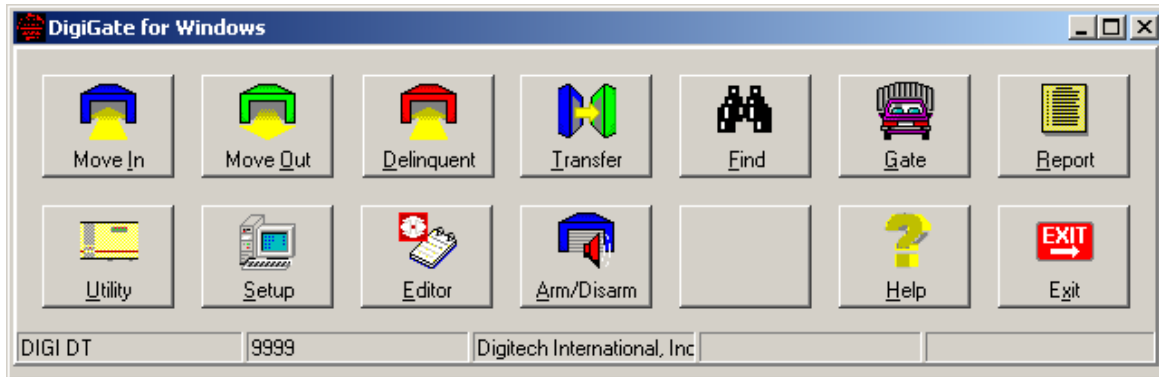 DigiGate for Windows
Move In Move Out Delinquent Transfer Find Gate Report
EXIT
Utility Setup Editor Arm/Disarm Help Exit
DIGI DT 9999 Digitech International, Inc